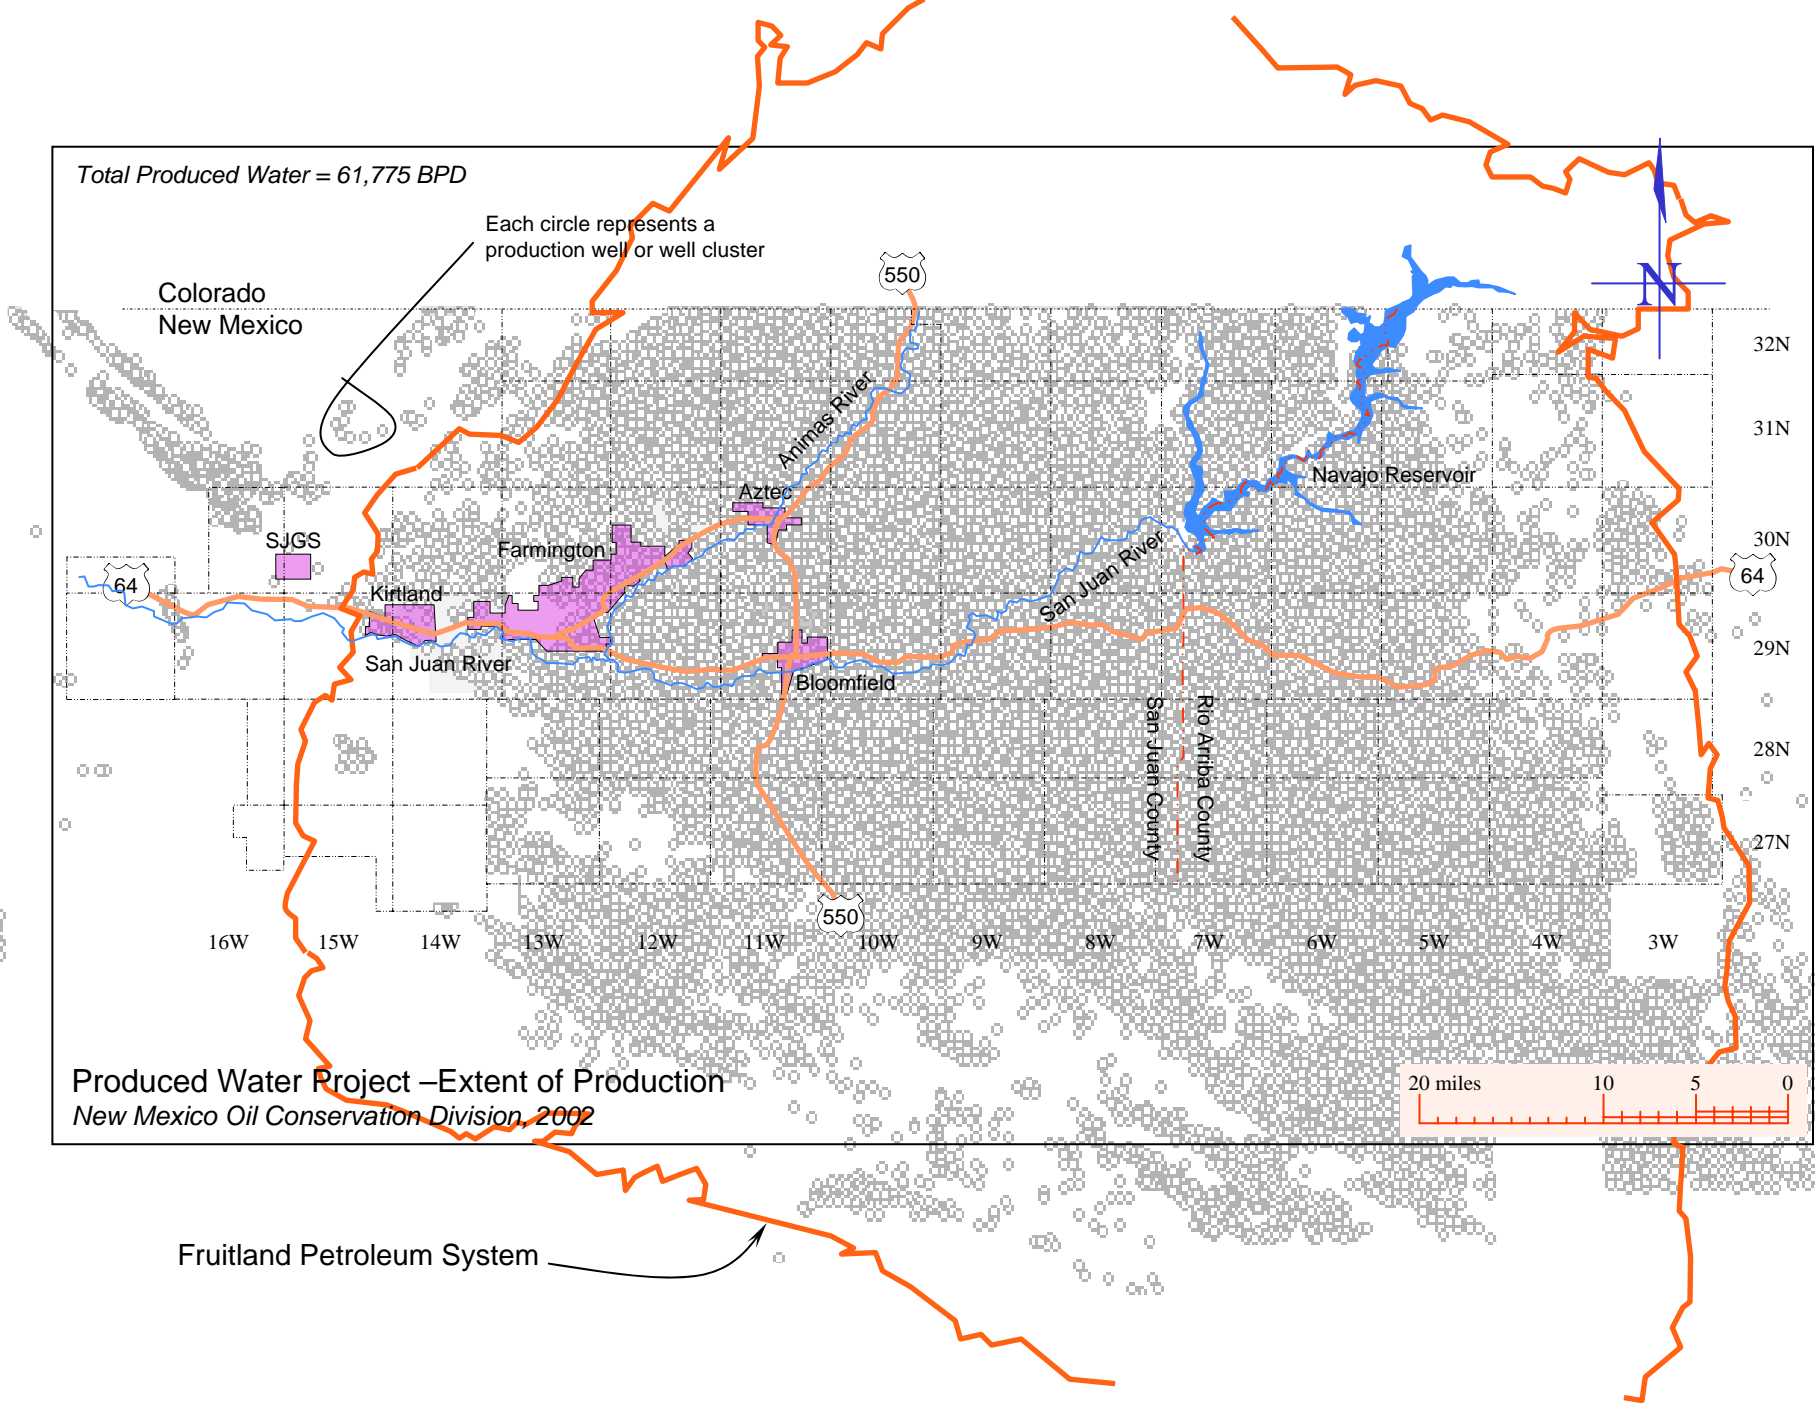 Total Produced Water = 61,775 BPD
Each circle represents a
production well or well cluster
550
Colorado
New Mexico
N
32N
31N
30N
29N
28N
27N
Animas River
Navajo Reservoir
Aztec
SJGS
Farmington
San Juan River
64
64
Kirtland
San Juan River
Bloomfield
San Juan County
Rio Arriba County
550
16W 15W 14W 13W 12W 11W 10W 9W 8W 7W 6W 5W 4W 3W
Produced Water Project –Extent of Production
New Mexico Oil Conservation Division, 2002
20 miles 10 5 0
Fruitland Petroleum System